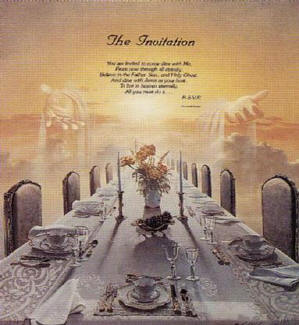 The Invitation
You are invited to come dine with Me,
Feast now through all eternity.
Believe in the Father, Son, and Holy Ghost
And dine with Jesus as your host.
To live in heaven eternally,
All you must do is...
R.S.V.P.